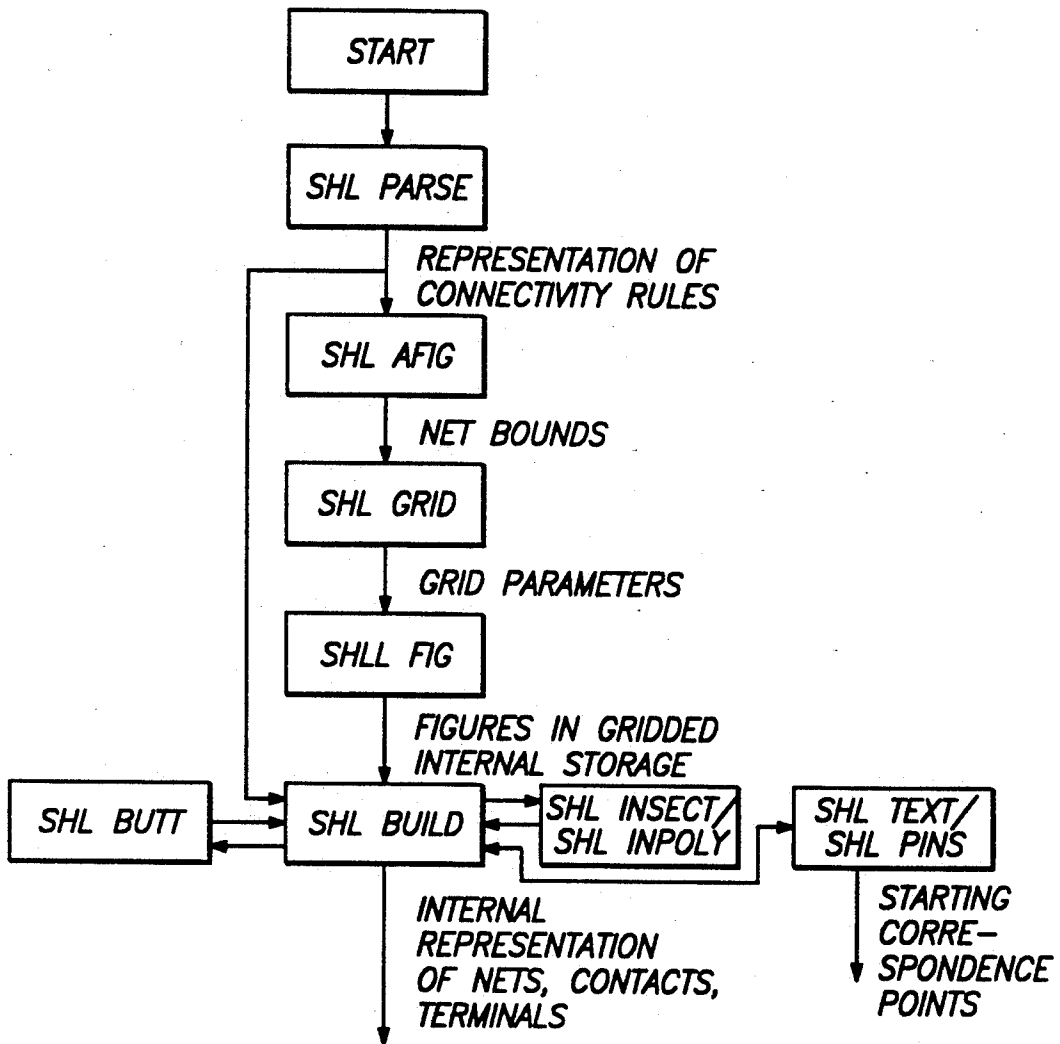 START
SHL PARSE
REPRESENTATION OF
CONNECTIVITY RULES
SHL AFIG
NET BOUNDS
SHL GRID
GRID PARAMETERS
SHLL FIG
FIGURES IN GRIDDED
INTERNAL STORAGE
SHL BUTT
SHL BUILD
SHL INSECT/
SHL INPOLY
SHL TEXT/
SHL PINS
INTERNAL
REPRESENTATION
OF NETS, CONTACTS,
TERMINALS
STARTING
CORRE-
SPONDENCE
POINTS